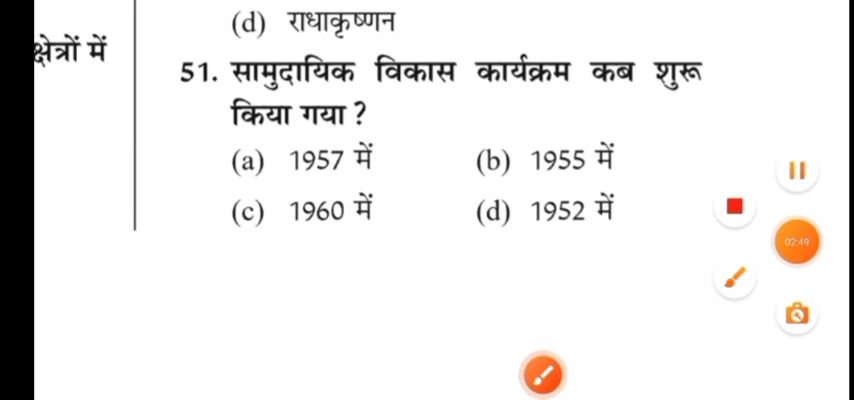 (d) राधाकृष्णन
क्षेत्रों में
51. सामुदायिक विकास कार्यक्रम कब शुरू
किया गया ?
(a) 1957 में (b) 1955 में
(c) 1960 में (d) 1952 में
02:49